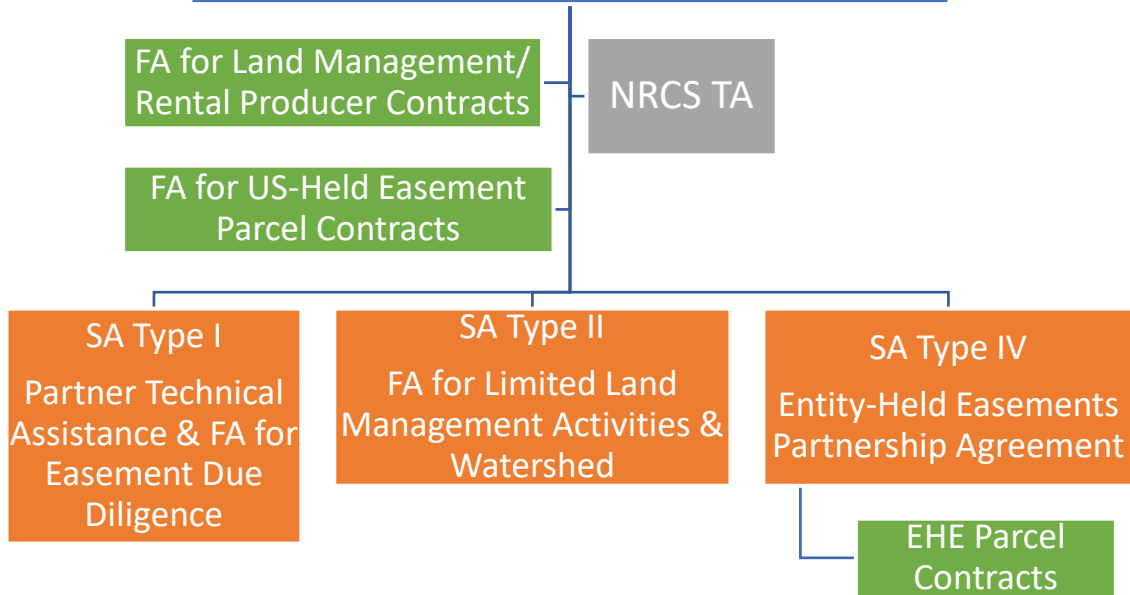 FA for Land Management/
Rental Producer Contracts
NRCS TA
FA for US-Held Easement
Parcel Contracts
SA Type I
Partner Technical
Assistance & FA for
Easement Due
Diligence
SA Type II
FA for Limited Land
Management Activities &
Watershed
SA Type IV
Entity-Held Easements
Partnership Agreement
EHE Parcel
Contracts